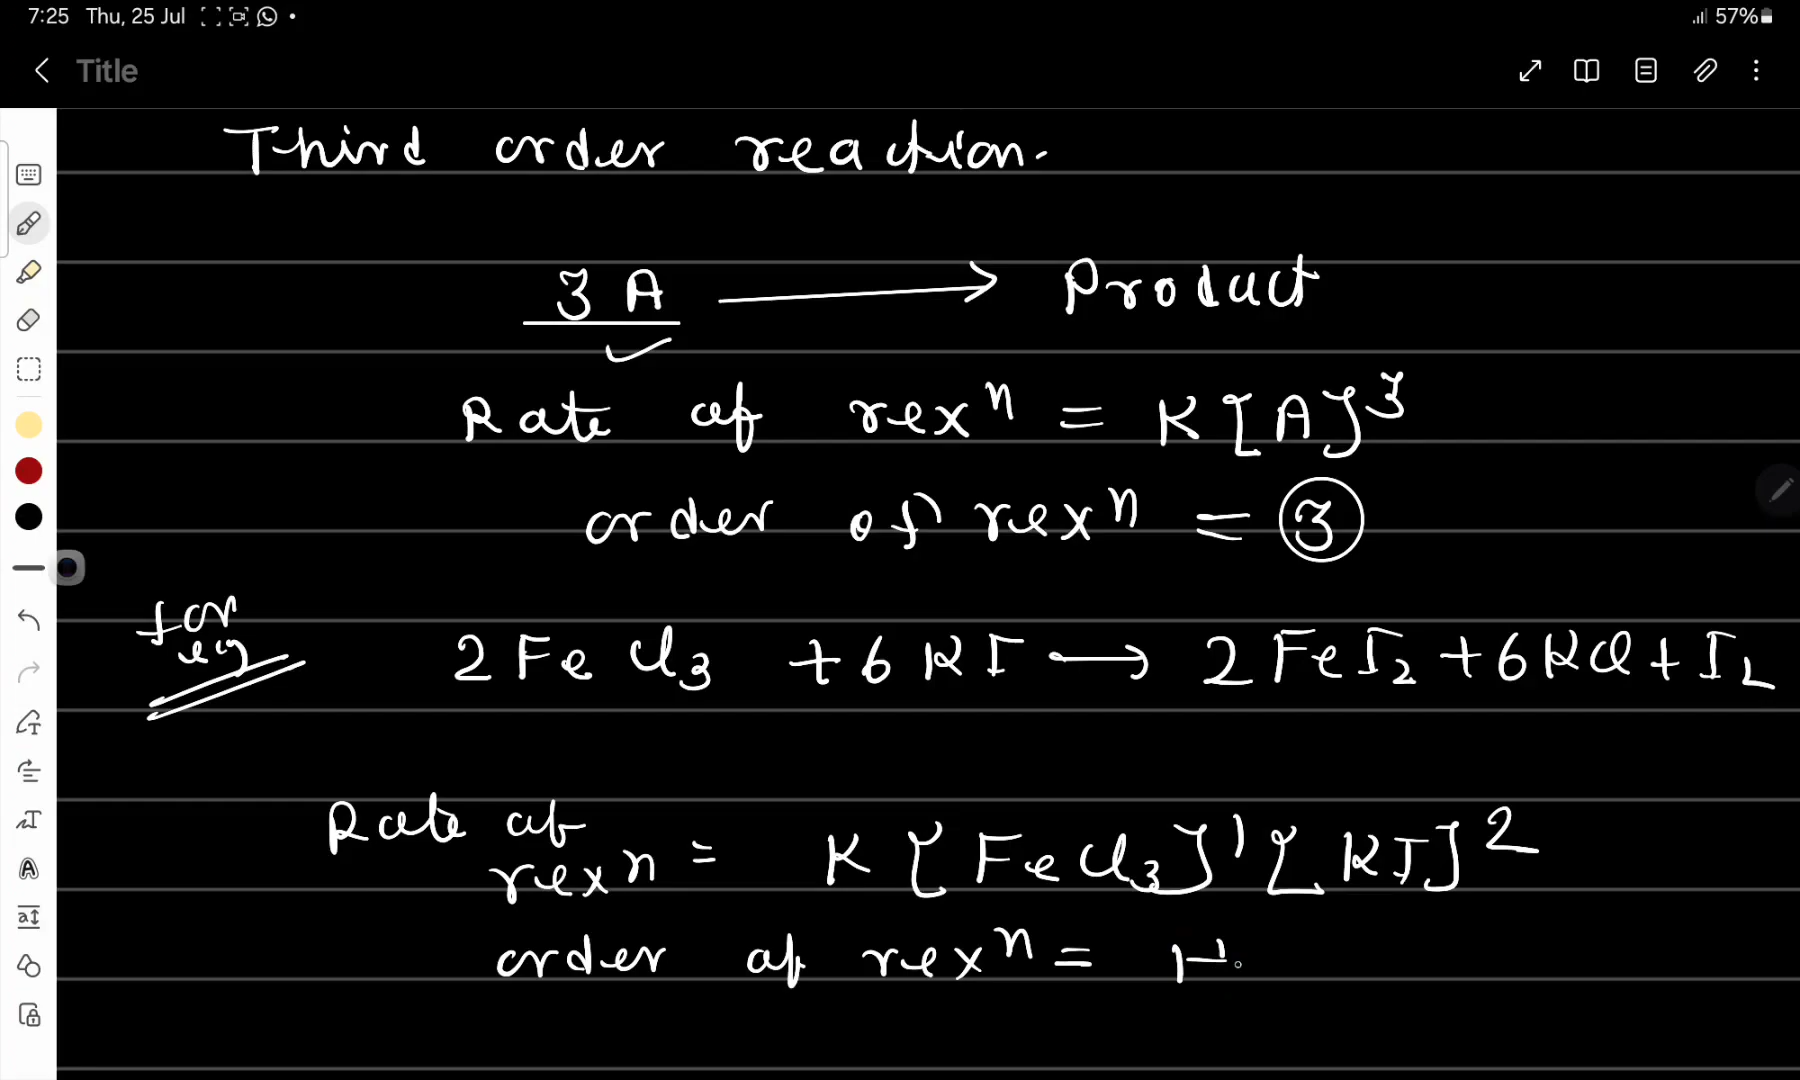 7:25 Thu, 25 Jul 57%
Title
Third order reaction.
3 A ⟶ Product
Rate of rexⁿ = K[A]³
order of rexⁿ = 3
for eg
2 FeCl₃ + 6 KI ⟶ 2 FeI₂ + 6 KCl + I₂
Rate of rexn = K [FeCl₃]¹ [KI]²
order of rexⁿ = 1+